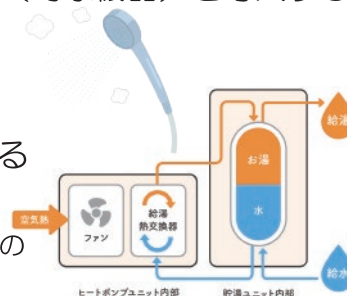 る
の
お湯
水
給湯
給水
空気熱
ファン
給湯
熱交換器
ヒートポンプユニット内部
貯湯ユニット内部